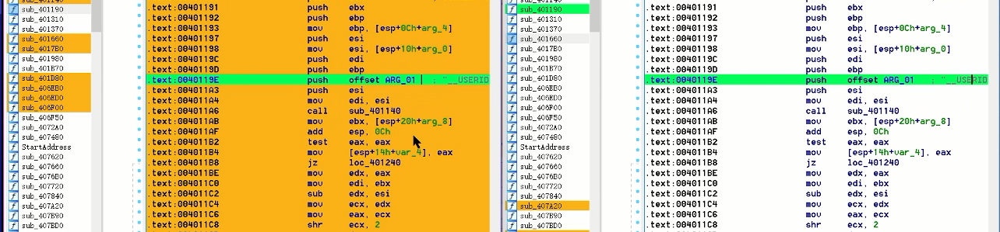 sub_401190
sub_401310
sub_401370
sub_401660
sub_4017B0
sub_401980
sub_401B70
sub_401D80
sub_406EB0
sub_406ED0
sub_406F00
sub_406F50
sub_4072A0
sub_407480
StartAddress
sub_407620
sub_407660
sub_4076B0
sub_407720
sub_407840
sub_407A20
sub_407B90
sub_407BD0
.text:00401191 push ebx
.text:00401192 push ebp
.text:00401193 mov ebp, [esp+0Ch+arg_4]
.text:00401197 push esi
.text:00401198 mov esi, [esp+10h+arg_0]
.text:0040119C push edi
.text:0040119D push ebp
.text:0040119E push offset ARG_01 ; "__USERID
.text:004011A3 push esi
.text:004011A4 mov edi, esi
.text:004011A6 call sub_401140
.text:004011AB mov ebx, [esp+20h+arg_8]
.text:004011AF add esp, 0Ch
.text:004011B2 test eax, eax
.text:004011B4 mov [esp+14h+var_4], eax
.text:004011B8 jz loc_401240
.text:004011BE mov edx, eax
.text:004011C0 mov edi, ebx
.text:004011C2 sub edx, esi
.text:004011C4 mov ecx, edx
.text:004011C6 mov eax, ecx
.text:004011C8 shr ecx, 2
sub_401190
sub_401310
sub_401370
sub_401660
sub_4017B0
sub_401980
sub_401B70
sub_401D80
sub_406EB0
sub_406ED0
sub_406F00
sub_406F50
sub_4072A0
sub_407480
StartAddress
sub_407620
sub_407660
sub_4076B0
sub_407720
sub_407840
sub_407A20
sub_407B90
sub_407BD0
.text:00401191 push ebx
.text:00401192 push ebp
.text:00401193 mov ebp, [esp+0Ch+arg_4]
.text:00401197 push esi
.text:00401198 mov esi, [esp+10h+arg_0]
.text:0040119C push edi
.text:0040119D push ebp
.text:0040119E push offset ARG_01 ; "__USERID
.text:004011A3 push esi
.text:004011A4 mov edi, esi
.text:004011A6 call sub_401140
.text:004011AB mov ebx, [esp+20h+arg_8]
.text:004011AF add esp, 0Ch
.text:004011B2 test eax, eax
.text:004011B4 mov [esp+14h+var_4], eax
.text:004011B8 jz loc_401240
.text:004011BE mov edx, eax
.text:004011C0 mov edi, ebx
.text:004011C2 sub edx, esi
.text:004011C4 mov ecx, edx
.text:004011C6 mov eax, ecx
.text:004011C8 shr ecx, 2